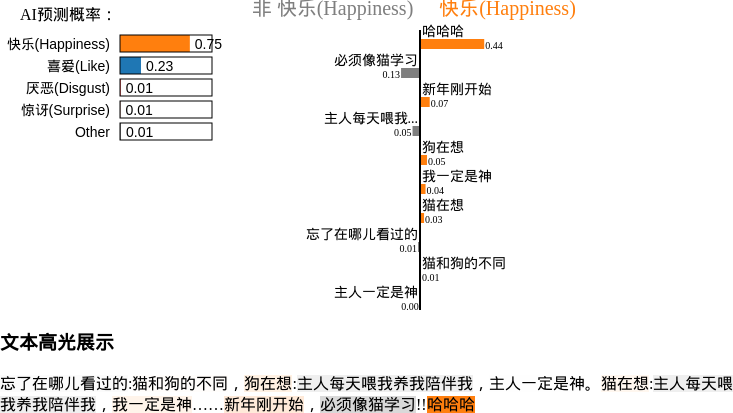 AI预测概率：
快乐(Happiness) 0.75
喜爱(Like) 0.23
厌恶(Disgust) 0.01
惊讶(Surprise) 0.01
Other 0.01
非 快乐(Happiness) 快乐(Happiness)
哈哈哈
0.44
必须像猫学习
0.13
新年刚开始
0.07
主人每天喂我...
0.05
狗在想
0.05
我一定是神
0.04
猫在想
0.03
忘了在哪儿看过的
0.01
猫和狗的不同
0.01
主人一定是神
0.00
文本高光展示
忘了在哪儿看过的:猫和狗的不同，狗在想:主人每天喂我养我陪伴我，主人一定是神。猫在想:主人每天喂
我养我陪伴我，我一定是神……新年刚开始，必须像猫学习!!哈哈哈